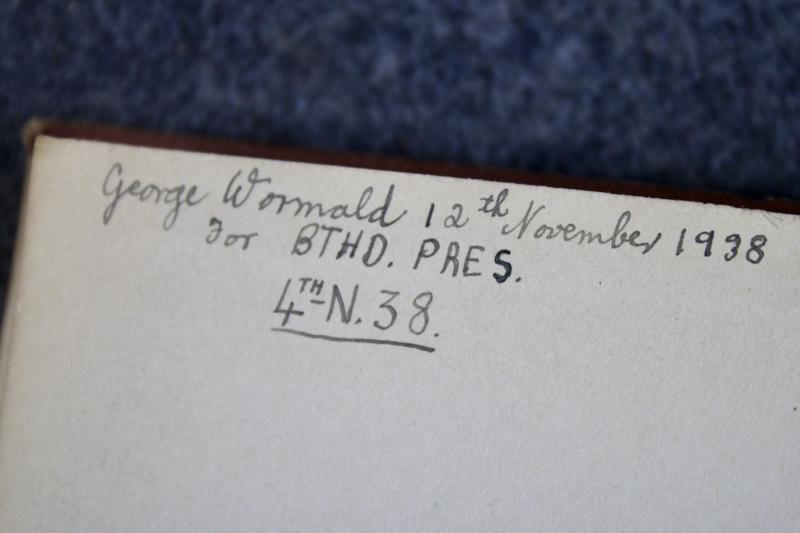 George Wormald 12th November 1938
For BTHD. PRES.
4TH N. 38.